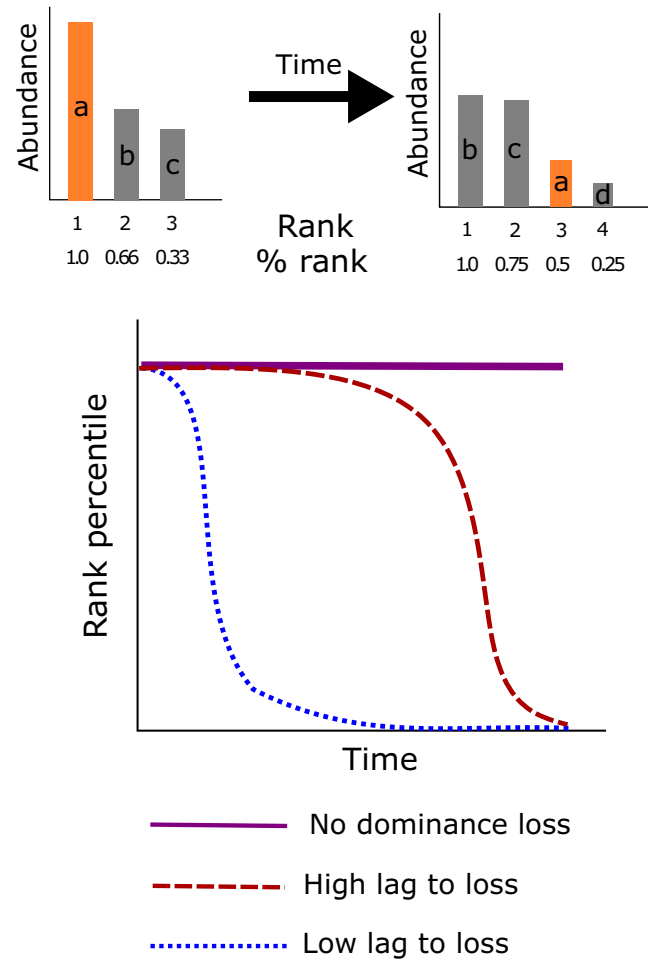 Abundance
a
b
c
1 2 3
1.0 0.66 0.33
Time
Rank
% rank
Abundance
b
c
a
d
1 2 3 4
1.0 0.75 0.5 0.25
Rank percentile
Time
No dominance loss
High lag to loss
Low lag to loss